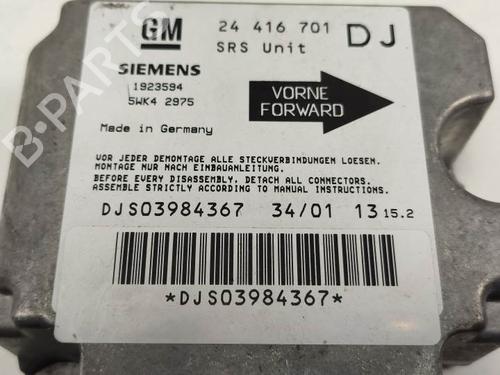 GM 24 416 701 DJ
SRS Unit
SIEMENS
1923594
5WK4 2975
VORNE
FORWARD
Made in Germany
VOR JEDER DEMONTAGE ALLE STECKVERBINDUNGEN LOESEN.
MONTAGE NUR NACH EINBAUANLEITUNG.
BEFORE EVERY DISASSEMBLY, DETACH ALL CONNECTORS.
ASSEMBLE STRICTLY ACCORDING TO MANUAL INSTRUCTIONS.
DJS03984367 34/01 13 15.2
*DJS03984367*
B-PARTS